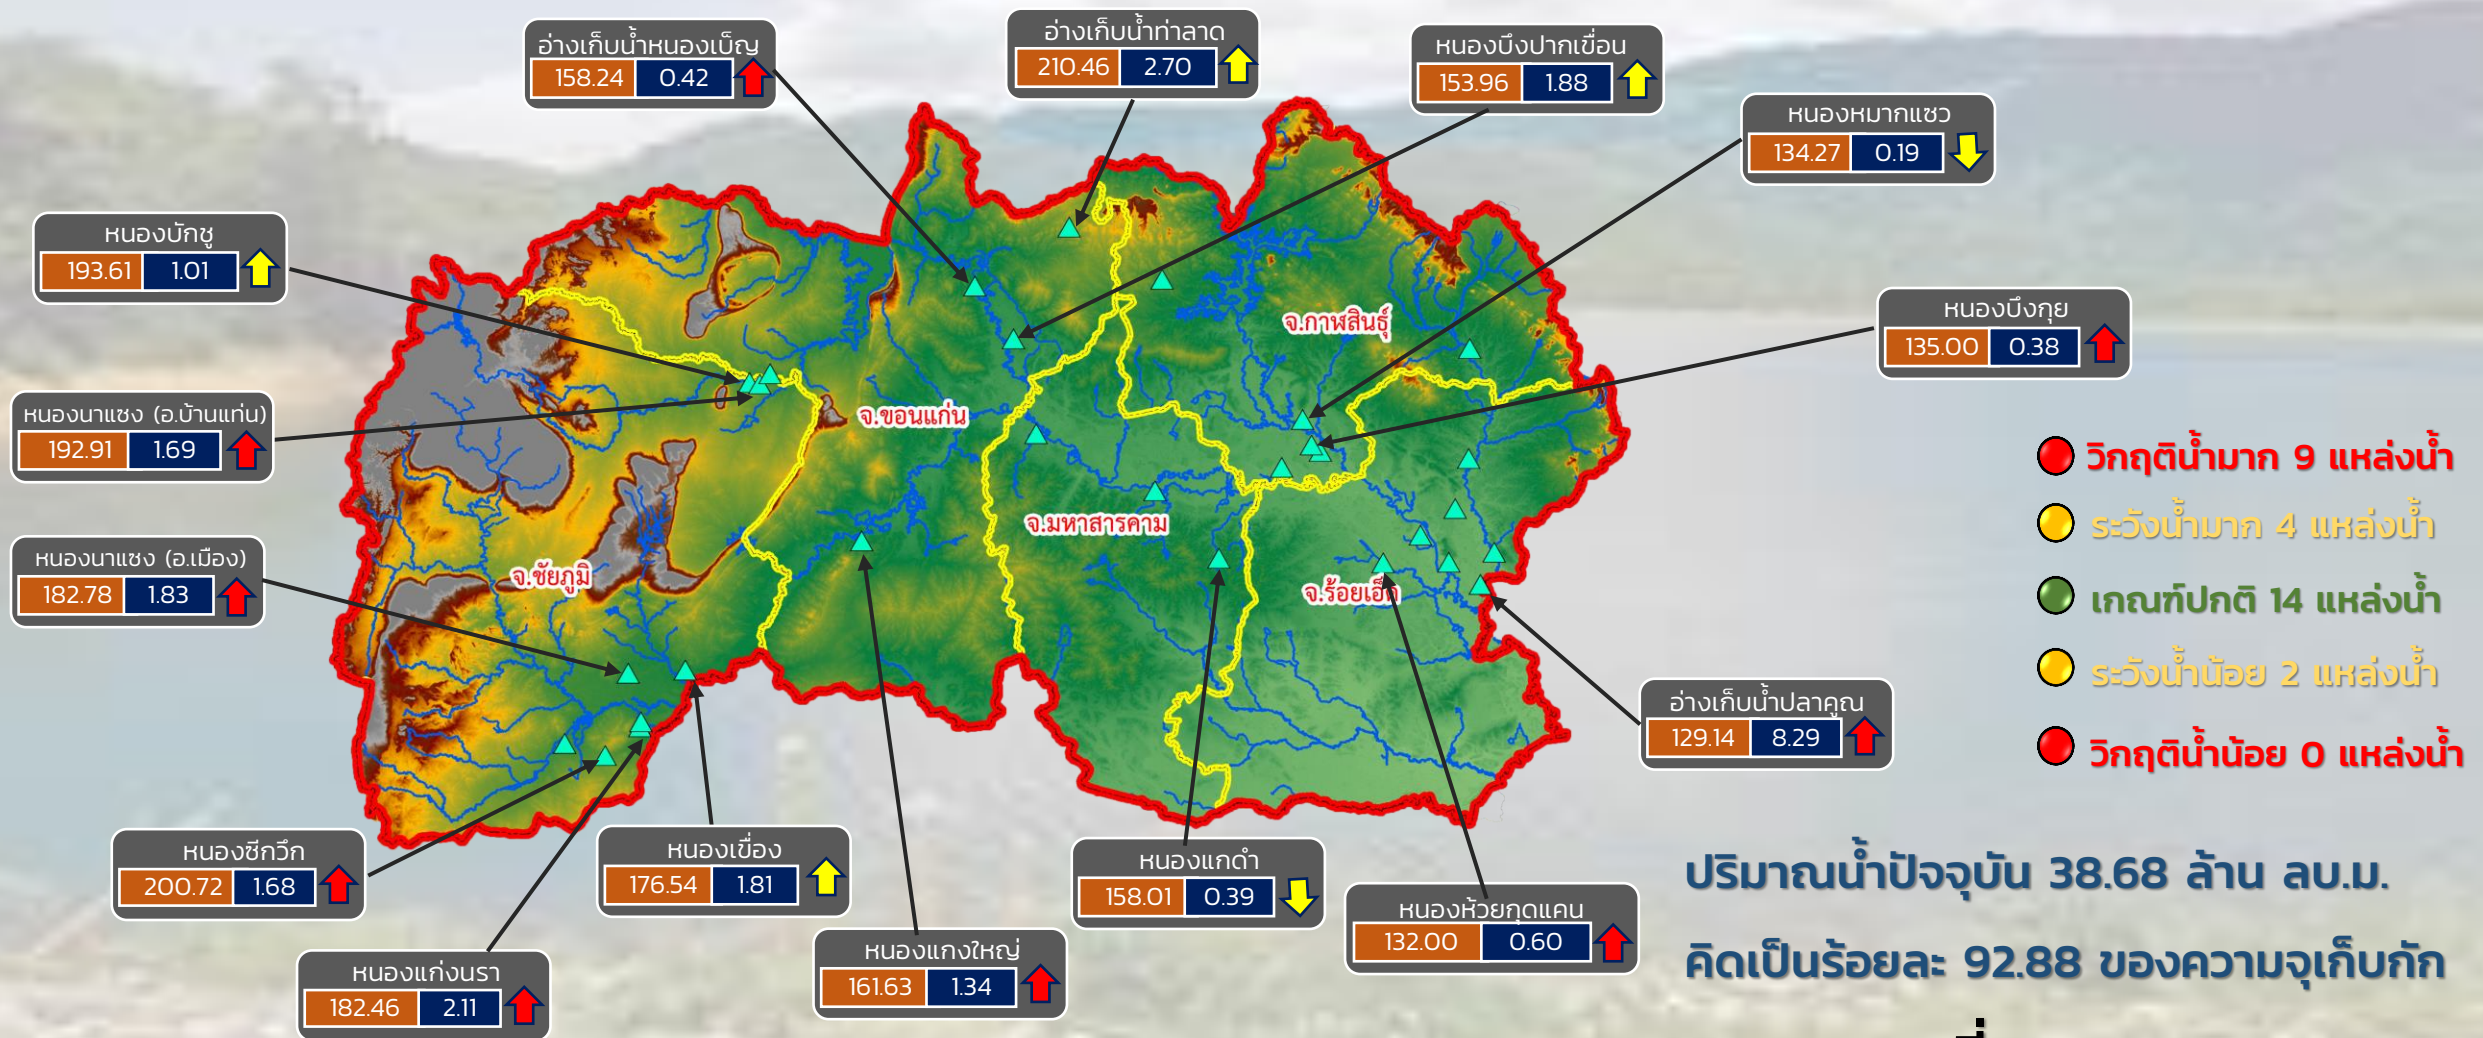 อ่างเก็บน้ำหนองเบ็ญ
158.24 0.42
อ่างเก็บน้ำท่าลาด
210.46 2.70
หนองบึงปากเขื่อน
153.96 1.88
หนองหมากแซว
134.27 0.19
หนองบักซู
193.61 1.01
หนองบึงกุย
135.00 0.38
จ.กาฬสินธุ์
หนองนาแซง (อ.บ้านแท่น)
192.91 1.69
จ.ขอนแก่น
วิกฤติน้ำมาก 9 แหล่งน้ำ
ระวังน้ำมาก 4 แหล่งน้ำ
จ.มหาสารคาม
หนองนาแซง (อ.เมือง)
182.78 1.83
จ.ชัยภูมิ
จ.ร้อยเอ็ด
เกณฑ์ปกติ 14 แหล่งน้ำ
ระวังน้ำน้อย 2 แหล่งน้ำ
อ่างเก็บน้ำปลาคูณ
129.14 8.29
วิกฤติน้ำน้อย 0 แหล่งน้ำ
หนองซีกวึก
200.72 1.68
หนองเขื่อง
176.54 1.81
หนองแกดำ
158.01 0.39
หนองห้วยกุดแคน
132.00 0.60
ปริมาณน้ำปัจจุบัน 38.68 ล้าน ลบ.ม.
คิดเป็นร้อยละ 92.88 ของความจุเก็บกัก
หนองแก่งนรา
182.46 2.11
หนองแกงใหญ่
161.63 1.34